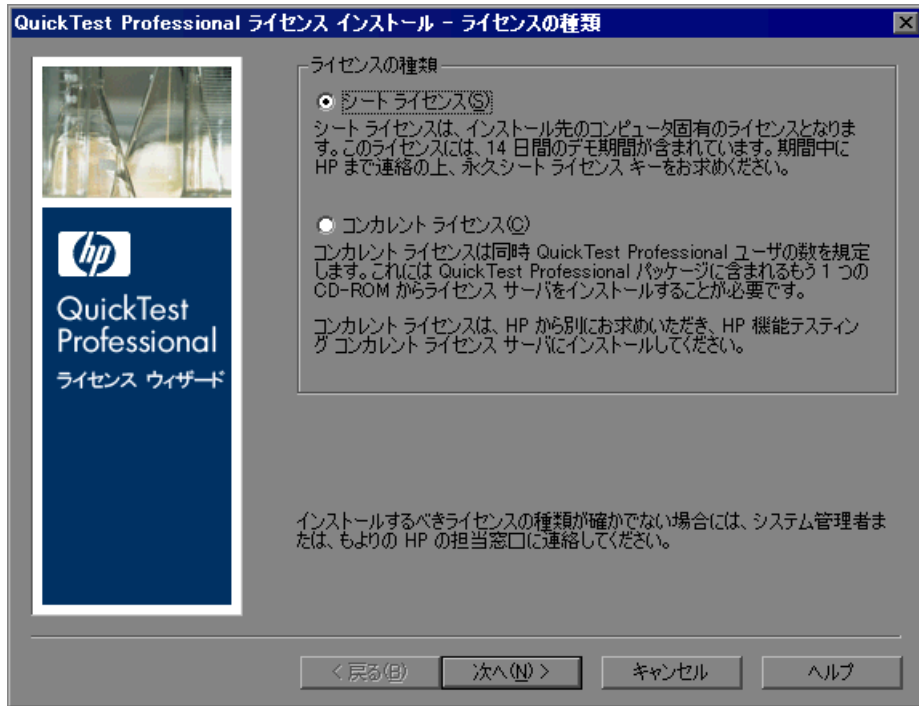 QuickTest Professional ライセンス インストール - ライセンスの種類
ライセンスの種類
シート ライセンス(S)
シート ライセンスは、インストール先のコンピュータ固有のライセンスとなりま
す。このライセンスには、14 日間のデモ期間が含まれています。期間中に
HP まで連絡の上、永久シート ライセンス キーをお求めください。
コンカレント ライセンス(C)
コンカレント ライセンスは同時 QuickTest Professional ユーザの数を規定
します。これには QuickTest Professional パッケージに含まれるもう 1 つの
CD-ROM からライセンス サーバをインストールすることが必要です。
コンカレント ライセンスは、HP から別にお求めいただき、HP 機能テスティン
グ コンカレント ライセンス サーバにインストールしてください。
hp
QuickTest
Professional
ライセンス ウィザード
インストールするべきライセンスの種類が確かでない場合には、システム管理者ま
たは、もよりの HP の担当窓口に連絡してください。
< 戻る(B)
次へ(N) >
キャンセル
ヘルプ